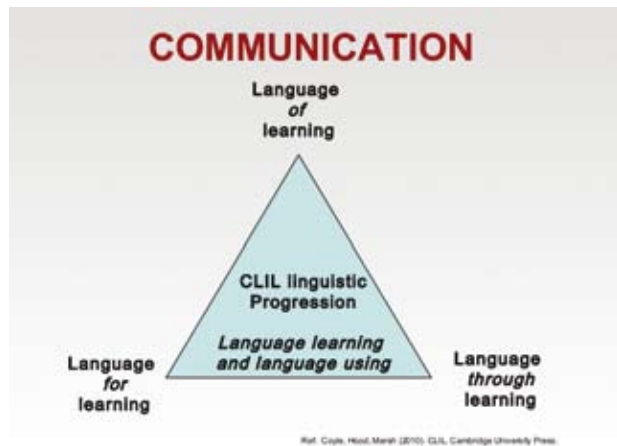 COMMUNICATION
Language
of
learning
CLIL linguistic
Progression
Language learning
and language using
Language
for
learning
Language
through
learning
Ref. Coyle, Hood, Marsh (2010). CLIL, Cambridge University Press.